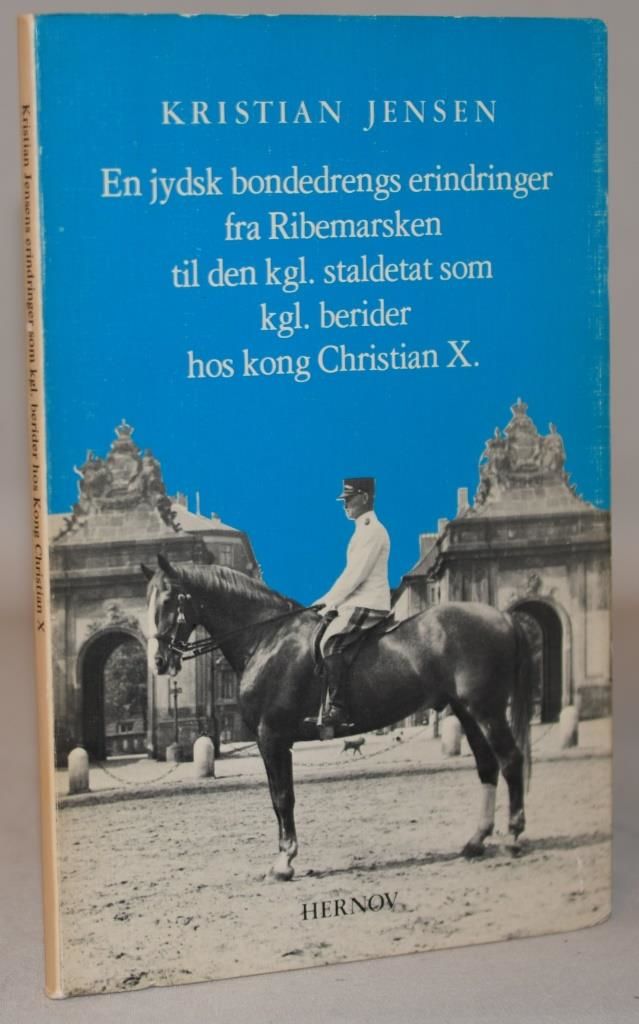 KRISTIAN JENSEN
En jydsk bondedrengs erindringer
fra Ribemarsken
til den kgl. staldetat som
kgl. berider
hos kong Christian X.
HERNOV
Kristian Jensens erindringer som kgl. berider hos Kong Christian X